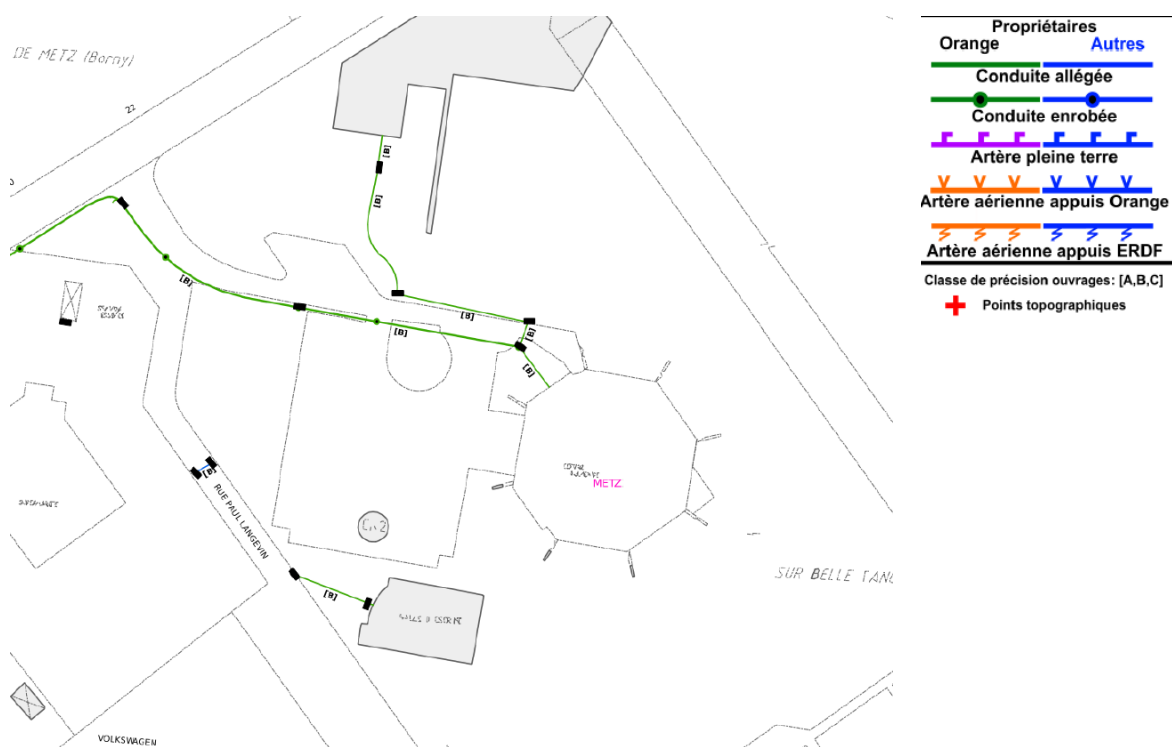 DE METZ (Borny)
22
[B]
[B]
[B]
[B]
[B]
[B]
[B]
METZ
[B]
RUE PAUL LANGEVIN
SUR BELLE TANC
[B]
VOLKSWAGEN
Propriétaires
Orange Autres
Conduite allégée
Conduite enrobée
Artère pleine terre
Artère aérienne appuis Orange
Artère aérienne appuis ERDF
Classe de précision ouvrages: [A,B,C]
Points topographiques